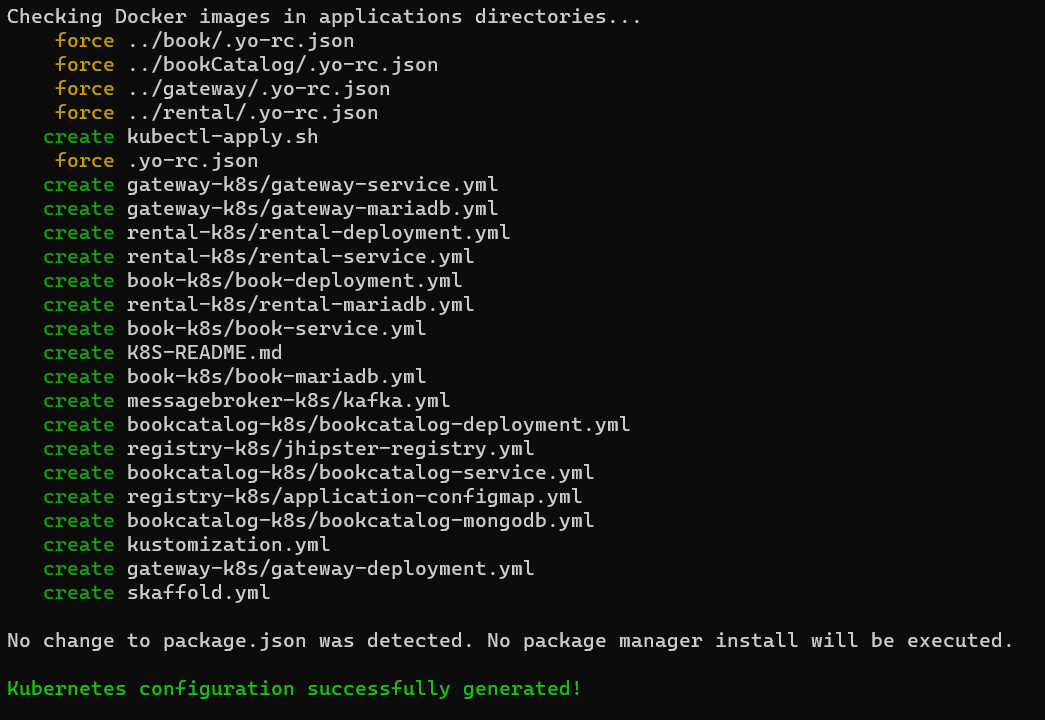 Checking Docker images in applications directories...
force ../book/.yo-rc.json
force ../bookCatalog/.yo-rc.json
force ../gateway/.yo-rc.json
force ../rental/.yo-rc.json
create kubectl-apply.sh
force .yo-rc.json
create gateway-k8s/gateway-service.yml
create gateway-k8s/gateway-mariadb.yml
create rental-k8s/rental-deployment.yml
create rental-k8s/rental-service.yml
create book-k8s/book-deployment.yml
create rental-k8s/rental-mariadb.yml
create book-k8s/book-service.yml
create K8S-README.md
create book-k8s/book-mariadb.yml
create messagebroker-k8s/kafka.yml
create bookcatalog-k8s/bookcatalog-deployment.yml
create registry-k8s/jhipster-registry.yml
create bookcatalog-k8s/bookcatalog-service.yml
create registry-k8s/application-configmap.yml
create bookcatalog-k8s/bookcatalog-mongodb.yml
create kustomization.yml
create gateway-k8s/gateway-deployment.yml
create skaffold.yml
No change to package.json was detected. No package manager install will be executed.
Kubernetes configuration successfully generated!